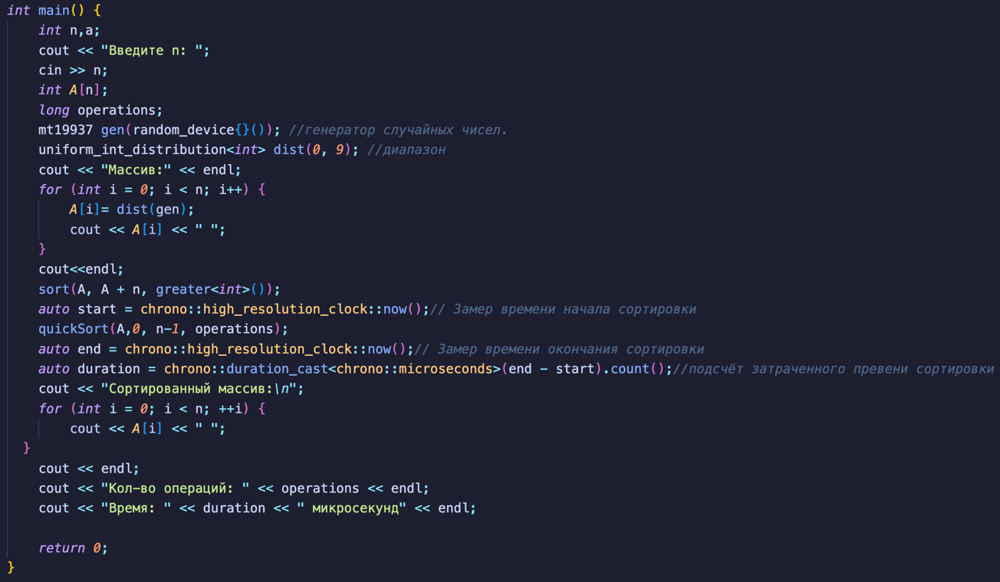 int main() {
    int n,a;
    cout << "Введите n: ";
    cin >> n;
    int A[n];
    long operations;
    mt19937 gen(random_device{}()); //генератор случайных чисел.
    uniform_int_distribution<int> dist(0, 9); //диапазон
    cout << "Массив:" << endl;
    for (int i = 0; i < n; i++) {
        A[i]= dist(gen);
        cout << A[i] << " ";
    }
    cout<<endl;
    sort(A, A + n, greater<int>());
    auto start = chrono::high_resolution_clock::now();// Замер времени начала сортировки
    quickSort(A,0, n-1, operations);
    auto end = chrono::high_resolution_clock::now();// Замер времени окончания сортировки
    auto duration = chrono::duration_cast<chrono::microseconds>(end - start).count();//подсчёт затраченного превени сортировки
    cout << "Сортированный массив:\n";
    for (int i = 0; i < n; ++i) {
        cout << A[i] << " ";
  }
    cout << endl;
    cout << "Кол-во операций: " << operations << endl;
    cout << "Время: " << duration << " микросекунд" << endl;

    return 0;
}